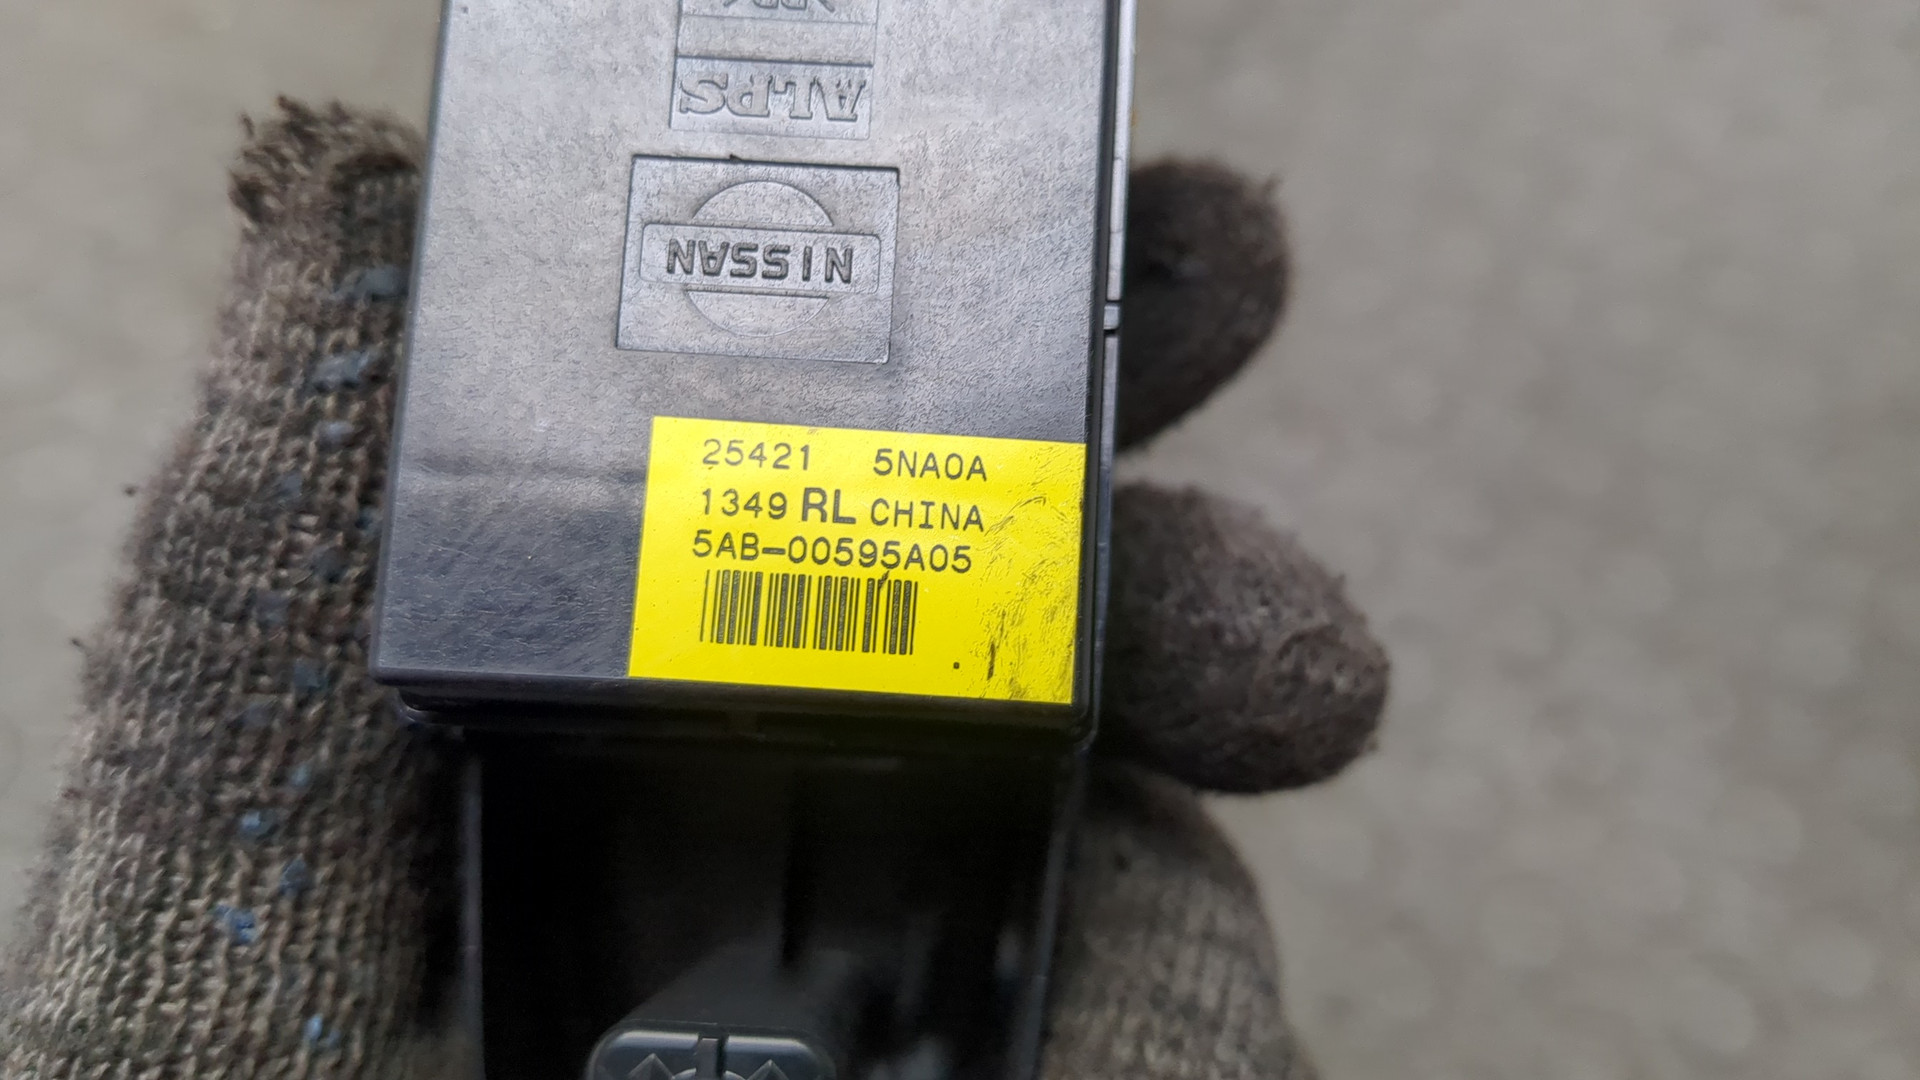 ALPS
NISSAN
25421 5NA0A
1349 RL CHINA
5AB-00595A05